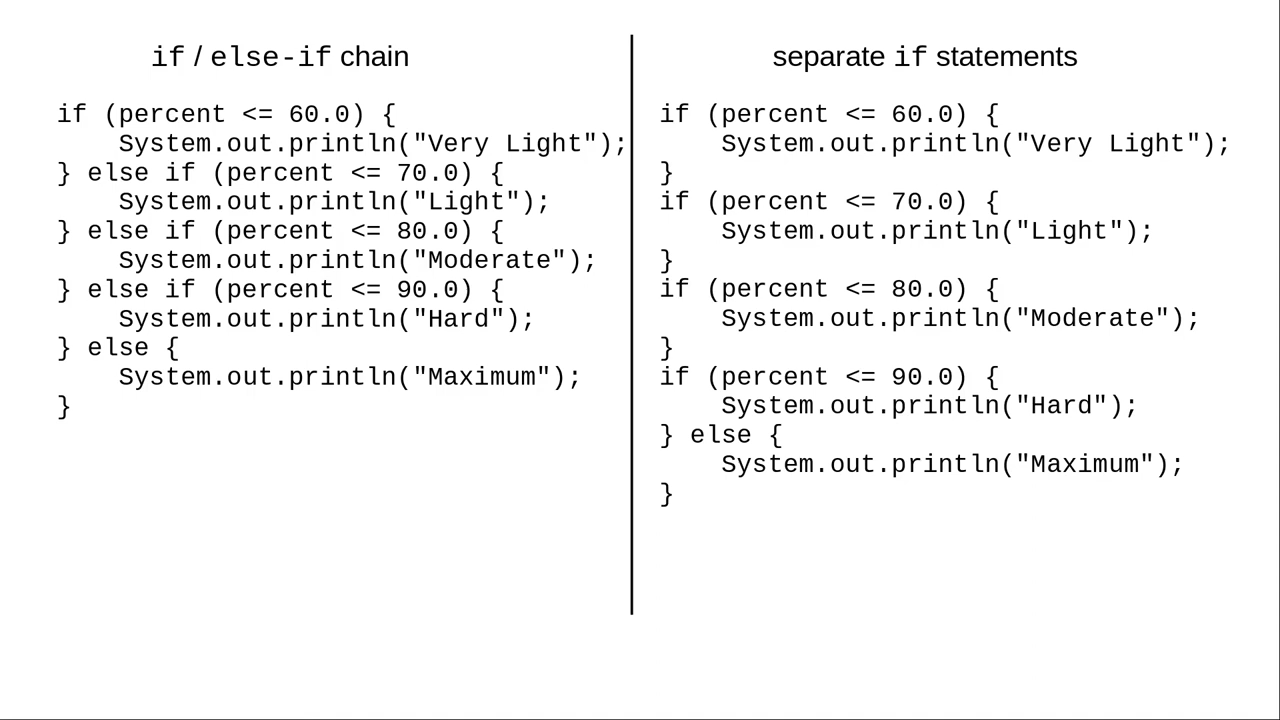 if / else-if chain
if (percent <= 60.0) {
    System.out.println("Very Light");
} else if (percent <= 70.0) {
    System.out.println("Light");
} else if (percent <= 80.0) {
    System.out.println("Moderate");
} else if (percent <= 90.0) {
    System.out.println("Hard");
} else {
    System.out.println("Maximum");
}
separate if statements
if (percent <= 60.0) {
    System.out.println("Very Light");
}
if (percent <= 70.0) {
    System.out.println("Light");
}
if (percent <= 80.0) {
    System.out.println("Moderate");
}
if (percent <= 90.0) {
    System.out.println("Hard");
} else {
    System.out.println("Maximum");
}